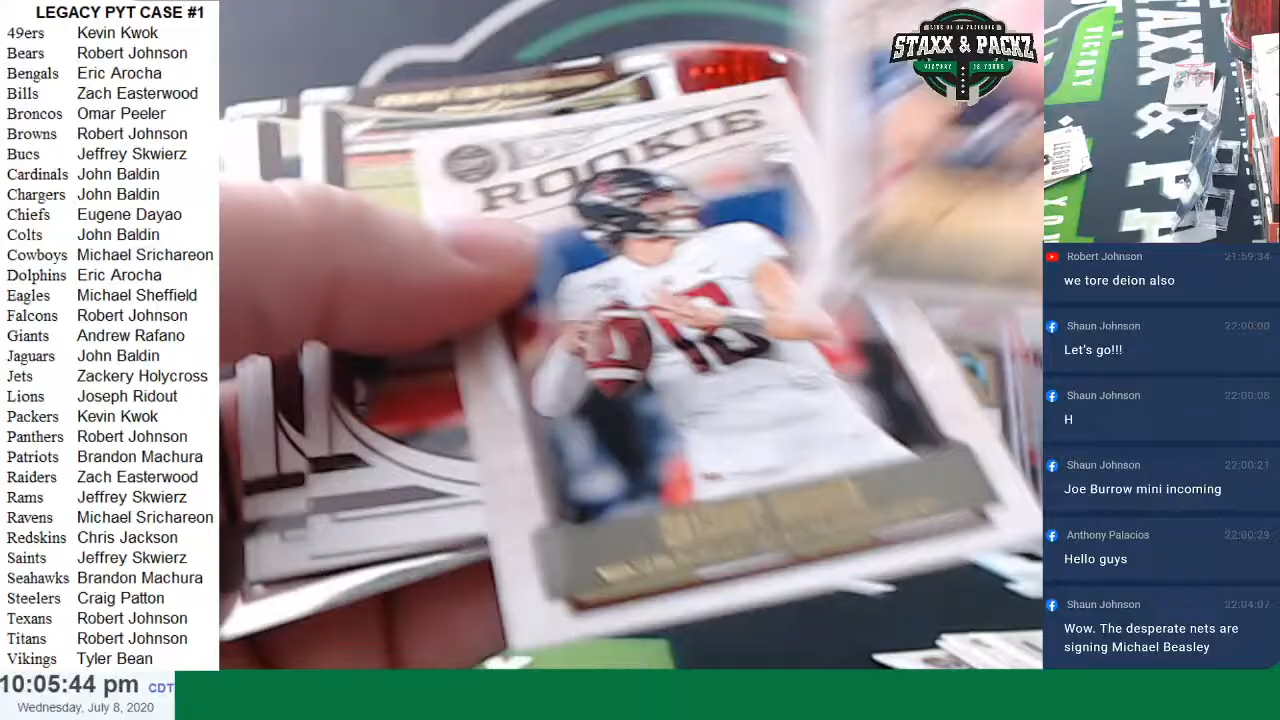 LEGACY PYT CASE #1
49ers Kevin Kwok
Bears Robert Johnson
Bengals Eric Arocha
Bills Zach Easterwood
Broncos Omar Peeler
Browns Robert Johnson
Bucs Jeffrey Skwierz
Cardinals John Baldin
Chargers John Baldin
Chiefs Eugene Dayao
Colts John Baldin
Cowboys Michael Srichareon
Dolphins Eric Arocha
Eagles Michael Sheffield
Falcons Robert Johnson
Giants Andrew Rafano
Jaguars John Baldin
Jets Zackery Holycross
Lions Joseph Ridout
Packers Kevin Kwok
Panthers Robert Johnson
Patriots Brandon Machura
Raiders Zach Easterwood
Rams Jeffrey Skwierz
Ravens Michael Srichareon
Redskins Chris Jackson
Saints Jeffrey Skwierz
Seahawks Brandon Machura
Steelers Craig Patton
Texans Robert Johnson
Titans Robert Johnson
Vikings Tyler Bean
10:05:44 pm CDT
Wednesday, July 8, 2020
ROOKIE
10
STAXX & PACKZ
VICTORY IS YOURS
VICTORY
STAXX & PA
Robert Johnson 21:59:34
we tore deion also
Shaun Johnson 22:00:00
Let's go!!!
Shaun Johnson 22:00:08
H
Shaun Johnson 22:00:21
Joe Burrow mini incoming
Anthony Palacios 22:00:29
Hello guys
Shaun Johnson 22:04:07
Wow. The desperate nets are
signing Michael Beasley